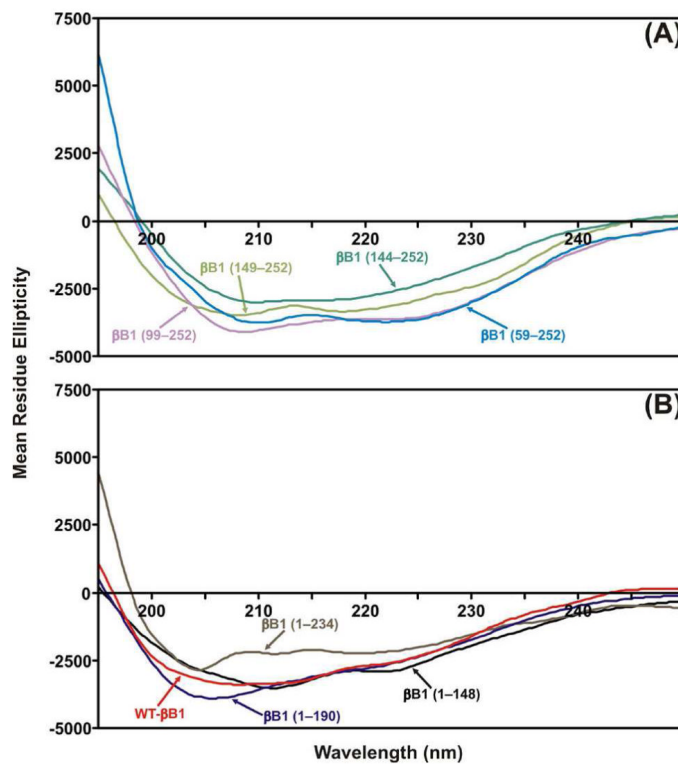 7500
(A)
5000
2500
0
200 210 220 230 240
βB1 (144–252)
βB1 (149–252)
-2500
βB1 (99–252)
βB1 (59–252)
-5000
Mean Residue Ellipticity
7500
(B)
5000
2500
0
200 210 220 230 240
βB1 (1–234)
-2500
βB1 (1–148)
WT-βB1
βB1 (1–190)
-5000
Wavelength (nm)